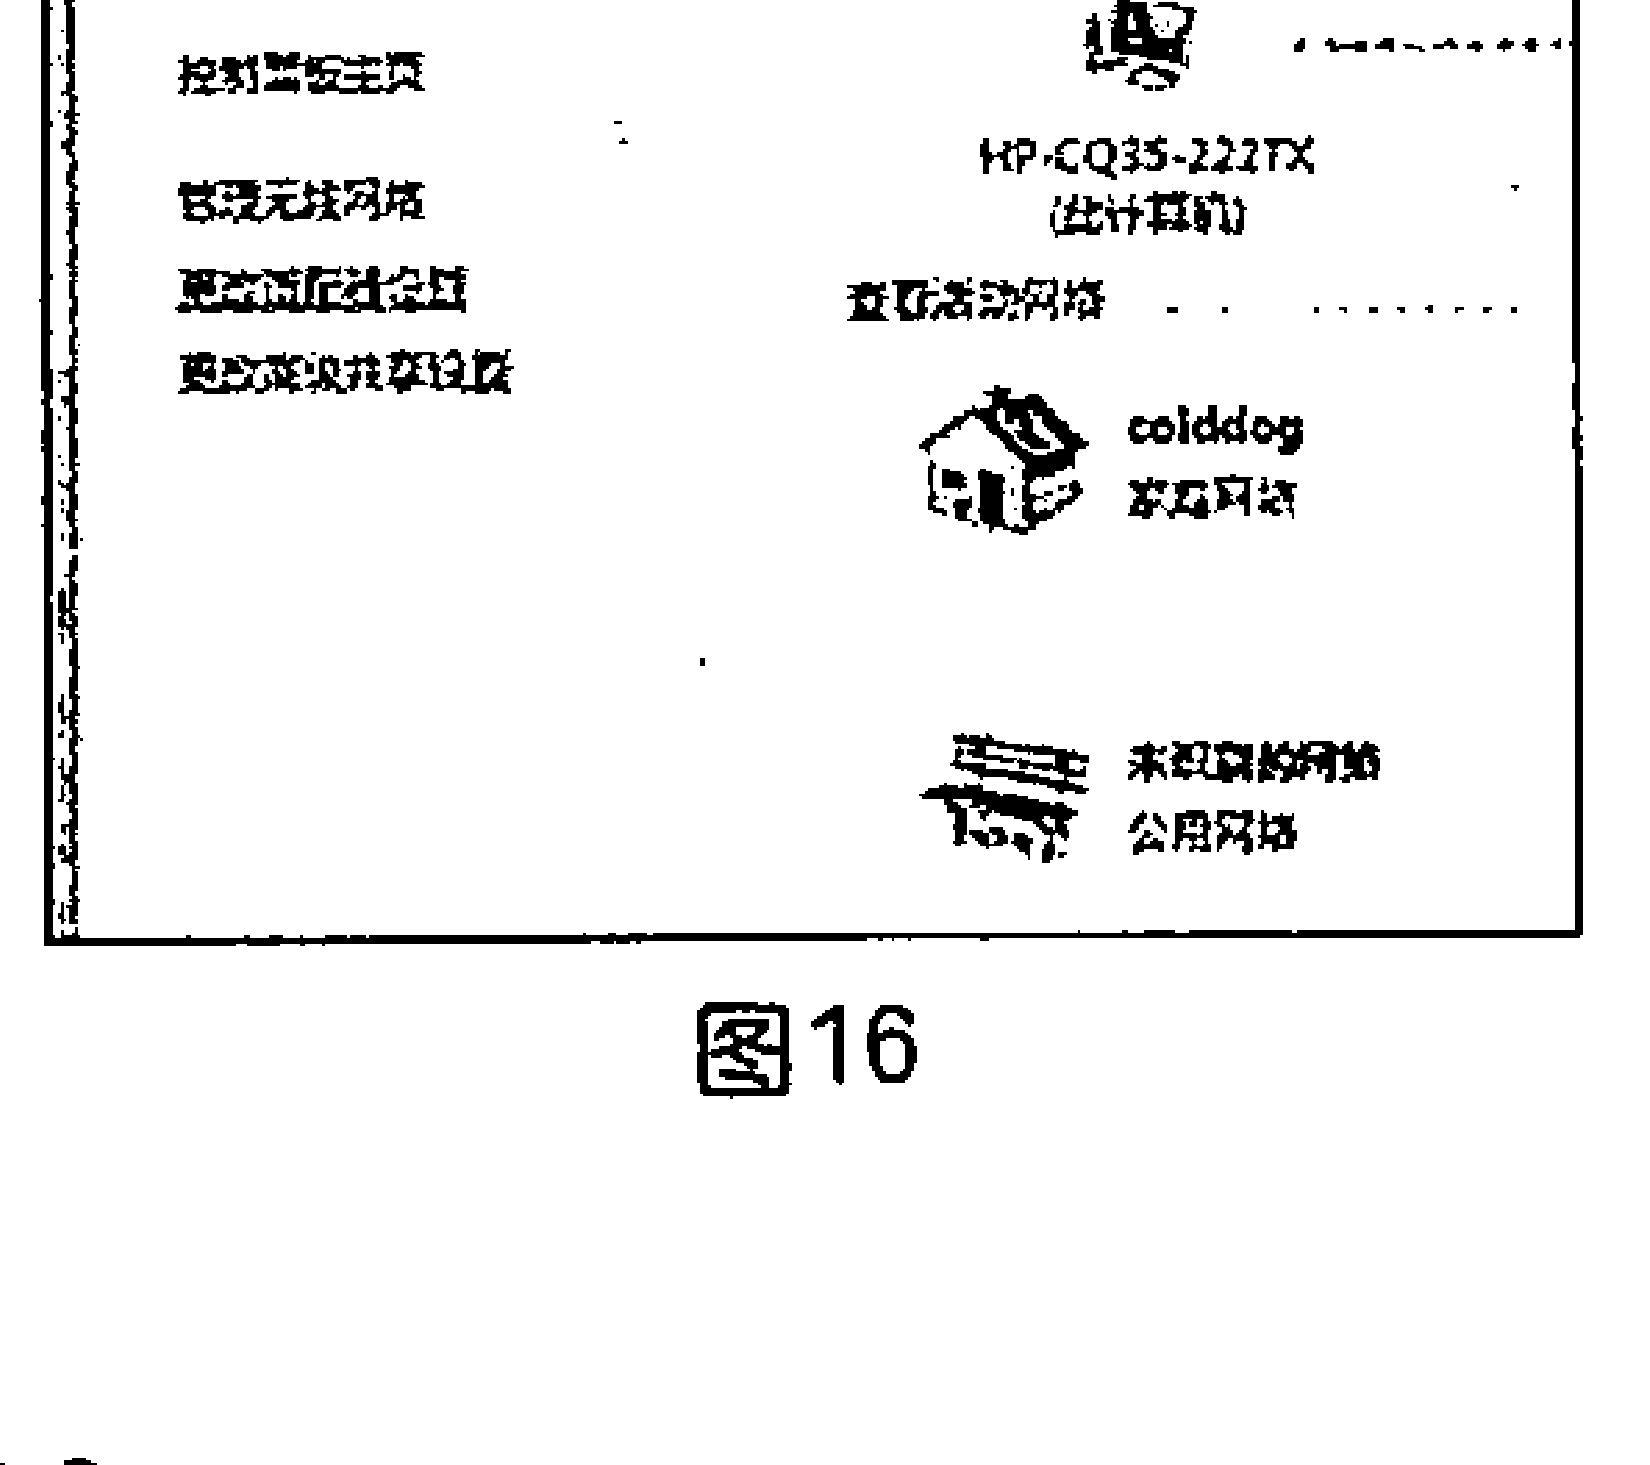 控制面板主页
管理无线网络
更改适配器设置
更改高级共享设置
HP-CQ35-222TX
(此计算机)
查看活动网络
colddog
家庭网络
未识别的网络
公用网络
图16